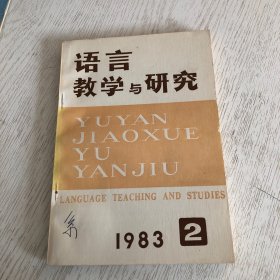 语言
教学与研究
YUYAN
JIAOXUE
YU
YANJIU
LANGUAGE TEACHING AND STUDIES
1983 2